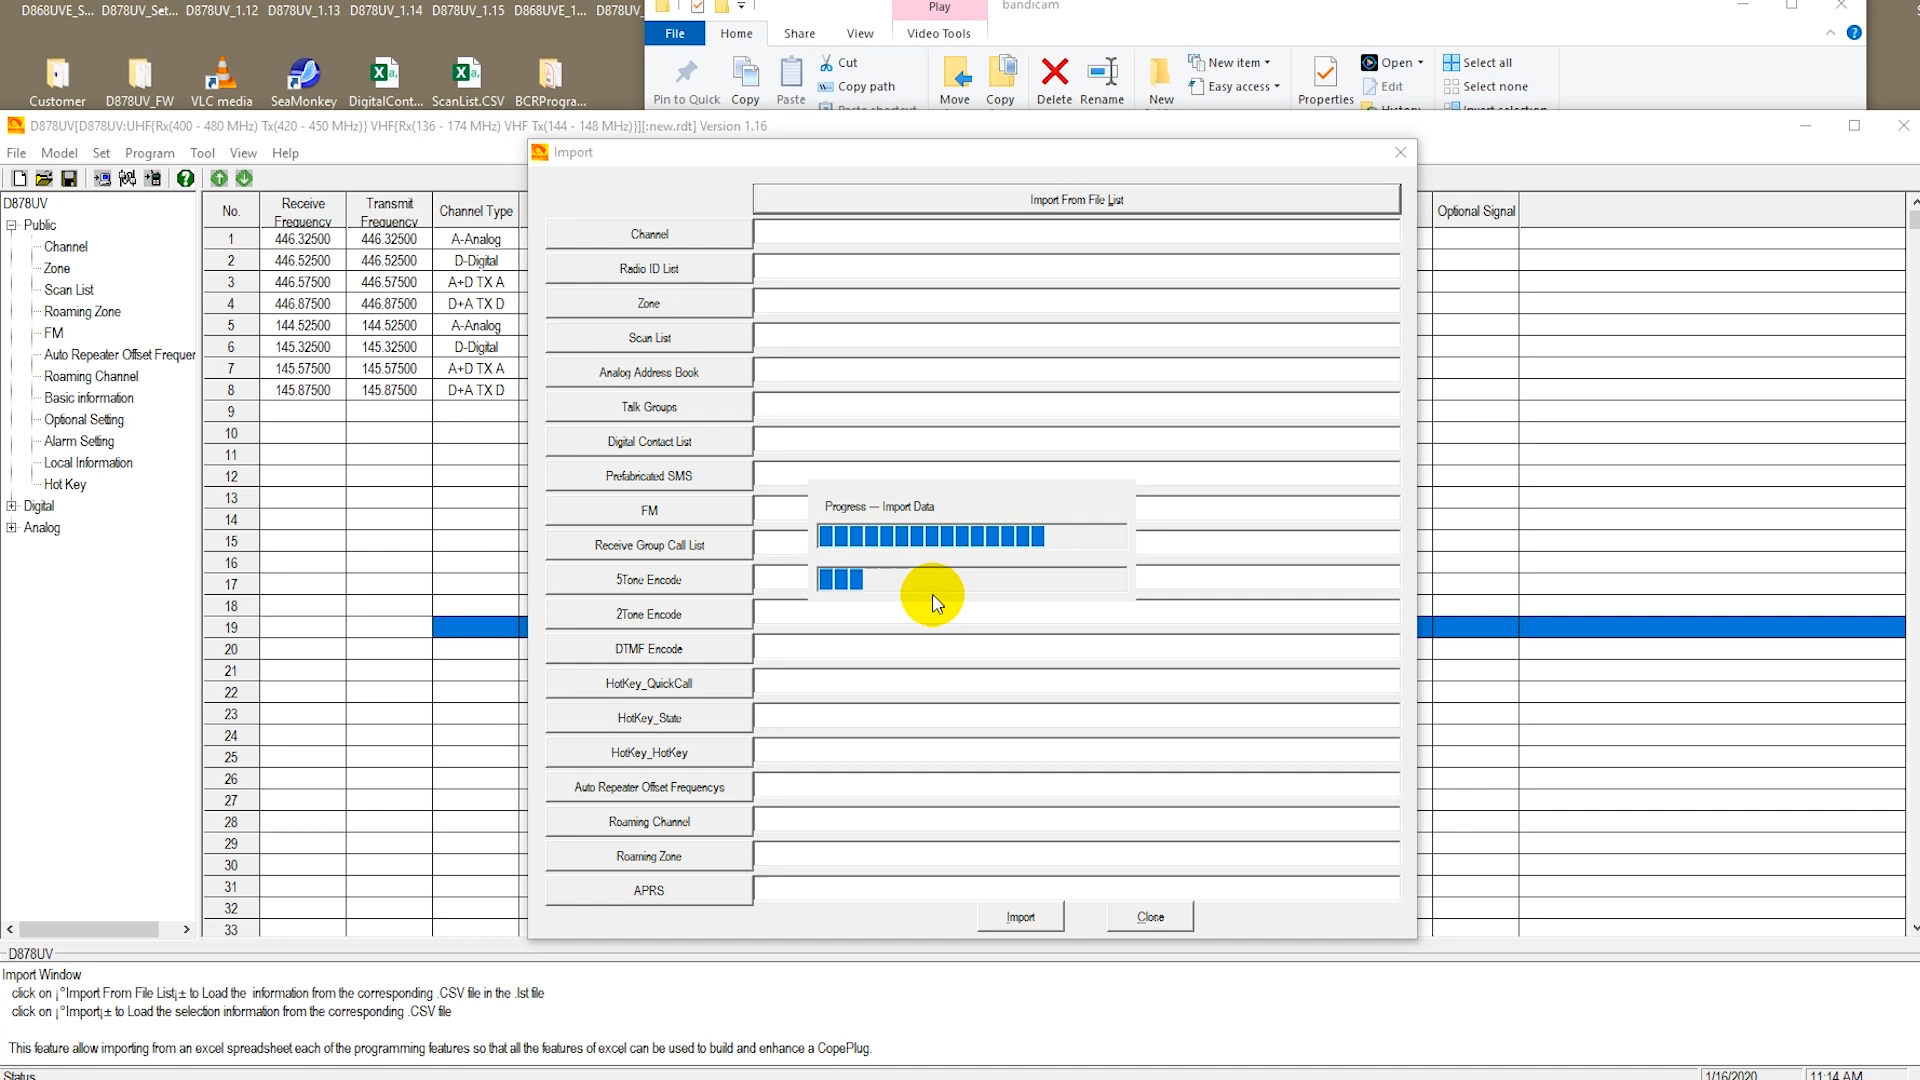 D868UVE_S... D878UV_Set... D878UV_1.12 D878UV_1.13 D878UV_1.14 D878UV_1.15 D868UVE_1... D878UV_
Play
bandicam
File Home Share View Video Tools
Customer D878UV_FW VLC media SeaMonkey DigitalCont... ScanList.CSV BCRProgra...
Pin to Quick Copy Paste Cut Copy path Paste shortcut Move Copy Delete Rename New New item Easy access Properties Open Edit History Select all Select none Invert selection
D878UV[D878UV:UHF{Rx(400 - 480 MHz) Tx(420 - 450 MHz)} VHF{Rx(136 - 174 MHz) VHF Tx(144 - 148 MHz)}][:new.rdt] Version 1.16
File Model Set Program Tool View Help
D878UV
Public
Channel
Zone
Scan List
Roaming Zone
FM
Auto Repeater Offset Frequer
Roaming Channel
Basic information
Optional Setting
Alarm Setting
Local Information
Hot Key
Digital
Analog
No. Receive Frequency Transmit Frequency Channel Type Optional Signal
1 446.32500 446.32500 A-Analog
2 446.52500 446.52500 D-Digital
3 446.57500 446.57500 A+D TX A
4 446.87500 446.87500 D+A TX D
5 144.52500 144.52500 A-Analog
6 145.32500 145.32500 D-Digital
7 145.57500 145.57500 A+D TX A
8 145.87500 145.87500 D+A TX D
9
10
11
12
13
14
15
16
17
18
19
20
21
22
23
24
25
26
27
28
29
30
31
32
33
Import
Import From File List
Channel
Radio ID List
Zone
Scan List
Analog Address Book
Talk Groups
Digital Contact List
Prefabricated SMS
FM
Receive Group Call List
5Tone Encode
2Tone Encode
DTMF Encode
HotKey_QuickCall
HotKey_State
HotKey_HotKey
Auto Repeater Offset Frequencys
Roaming Channel
Roaming Zone
APRS
Progress --- Import Data
Import Close
D878UV
Import Window
click on ¡°Import From File List¡± to Load the information from the corresponding .CSV file in the .lst file
click on ¡°Import¡± to Load the selection information from the corresponding .CSV file
This feature allow importing from an excel spreadsheet each of the programming features so that all the features of excel can be used to build and enhance a CopePlug.
Status 1/16/2020 11:14 AM